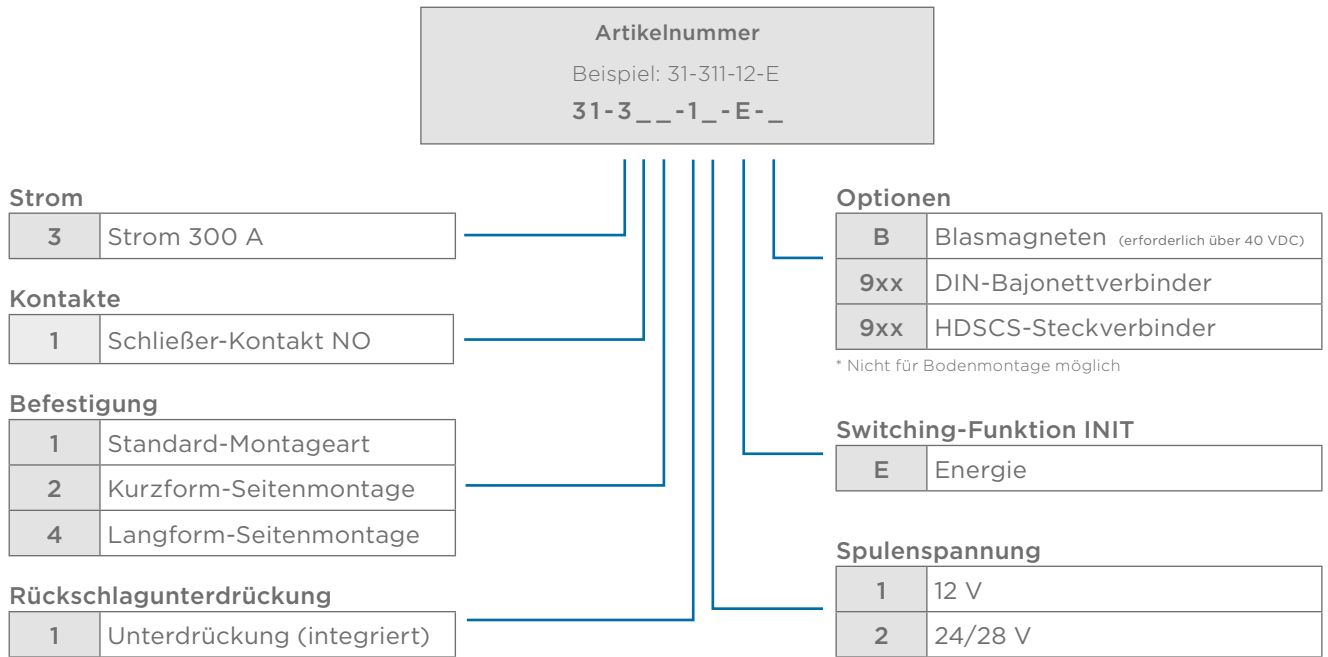 Artikelnummer
Beispiel: 31-311-12-E
31-3_ _-1_-E-_
Strom
3 Strom 300 A
Kontakte
1 Schließer-Kontakt NO
Befestigung
1 Standard-Montageart
2 Kurzform-Seitenmontage
4 Langform-Seitenmontage
Rückschlagunterdrückung
1 Unterdrückung (integriert)
Optionen
B Blasmagneten (erforderlich über 40 VDC)
9xx DIN-Bajonettverbinder
9xx HDSCS-Steckverbinder
* Nicht für Bodenmontage möglich
Switching-Funktion INIT
E Energie
Spulenspannung
1 12 V
2 24/28 V